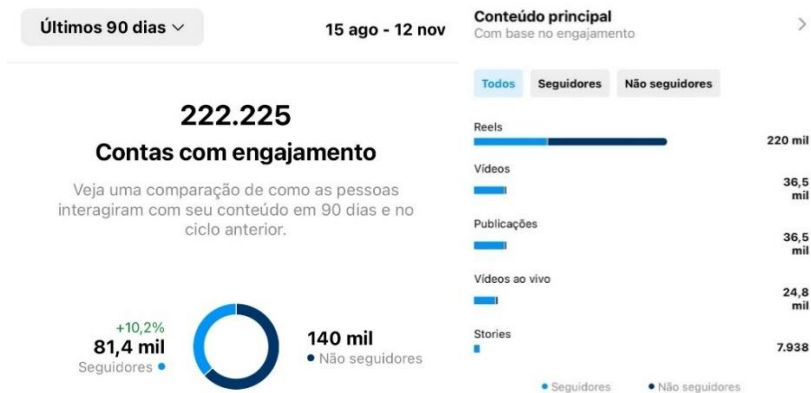 Últimos 90 dias
15 ago - 12 nov
222.225
Contas com engajamento
Veja uma comparação de como as pessoas
interagiram com seu conteúdo em 90 dias e no
ciclo anterior.
+10,2%
81,4 mil
Seguidores
140 mil
Não seguidores
Conteúdo principal
Com base no engajamento
Todos
Seguidores
Não seguidores
Reels
220 mil
Vídeos
36,5
mil
Publicações
36,5
mil
Vídeos ao vivo
24,8
mil
Stories
7.938
Seguidores
Não seguidores